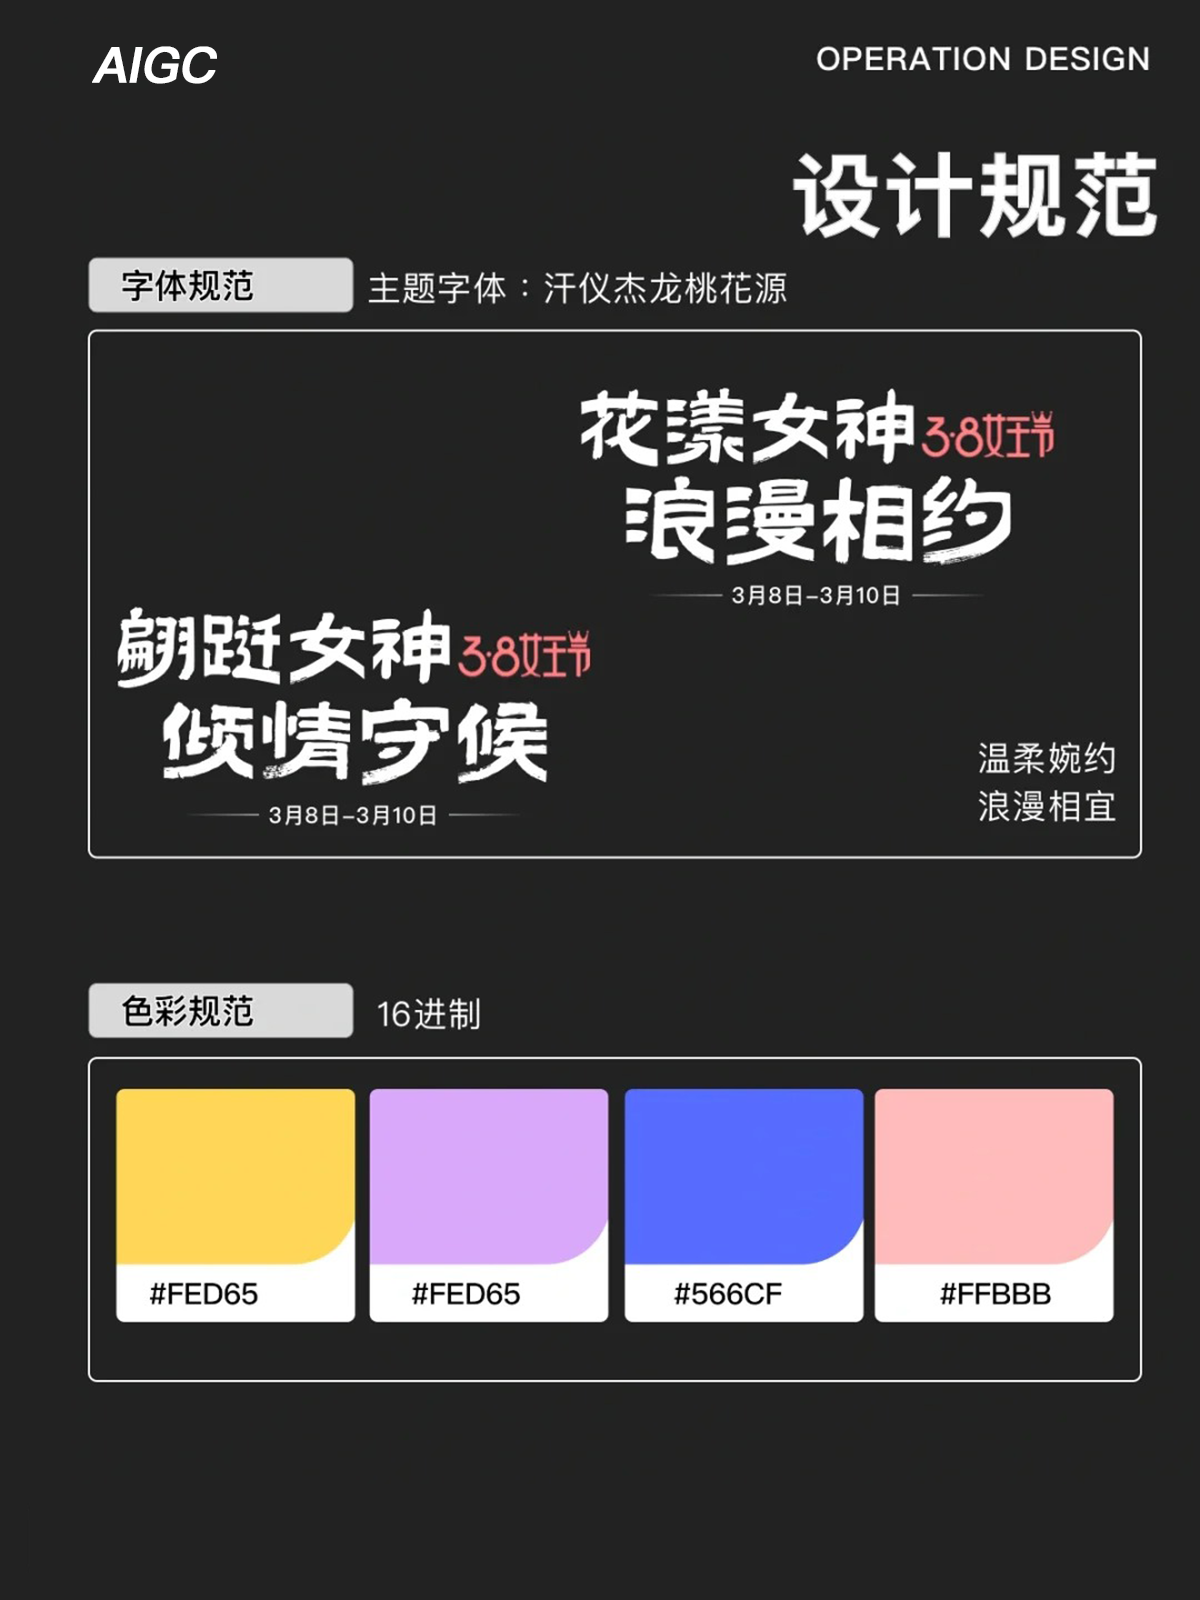 AIGC
OPERATION DESIGN
设计规范
字体规范
主题字体：汗仪杰龙桃花源
花漾女神 3·8女王节
浪漫相约
3月8日-3月10日
翩跹女神 3·8女王节
倾情守候
3月8日-3月10日
温柔婉约
浪漫相宜
色彩规范
16进制
#FED65
#FED65
#566CF
#FFBBB